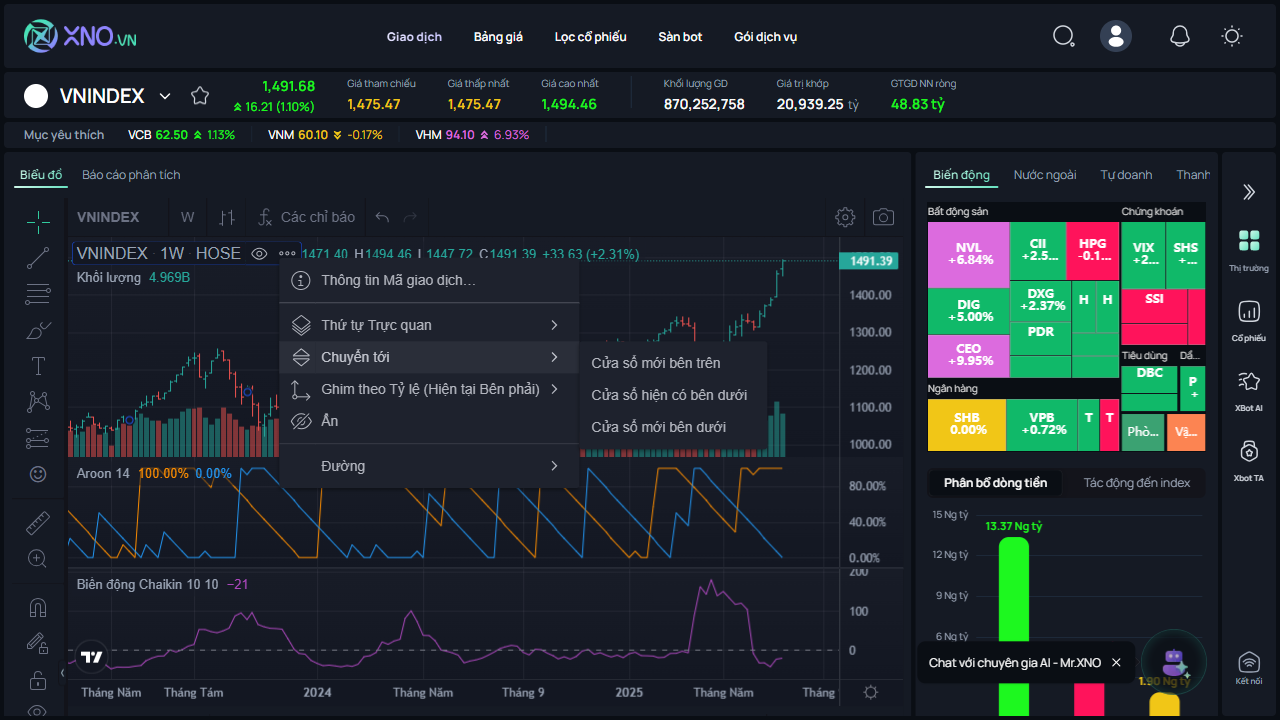 XNO.VN
Giao dịch
Bảng giá
Lọc cổ phiếu
Sàn bot
Gói dịch vụ
VNINDEX
1,491.68
16.21 (1.10%)
Giá tham chiếu
1,475.47
Giá thấp nhất
1,475.47
Giá cao nhất
1,494.46
Khối lượng GD
870,252,758
Giá trị khớp
20,939.25 tỷ
GTGD NN ròng
48.83 tỷ
Mục yêu thích
VCB 62.50 1.13%
VNM 60.10 -0.17%
VHM 94.10 6.93%
Biểu đồ
Báo cáo phân tích
VNINDEX
W
Các chỉ báo
VNINDEX · 1W · HOSE
1471.40 H1494.46 L1447.72 C1491.39 +33.63 (+2.31%)
Khối lượng 4.969B
Thông tin Mã giao dịch...
Thứ tự Trực quan
Chuyển tới
Ghim theo Tỷ lệ (Hiện tại Bên phải)
Ẩn
Đường
Cửa sổ mới bên trên
Cửa sổ hiện có bên dưới
Cửa sổ mới bên dưới
1491.39
1400.00
1300.00
1200.00
1100.00
1000.00
Aroon 14 100.00% 0.00%
80.00%
40.00%
0.00%
Biên động Chaikin 10 10 −21
200
100
0
Tháng Năm
Tháng Tám
2024
Tháng Năm
Tháng 9
2025
Tháng Năm
Tháng
Biến động
Nước ngoài
Tự doanh
Thanh
Bất động sản
NVL
+6.84%
DIG
+5.00%
CEO
+9.95%
CII
+2.5...
HPG
-0.1...
DXG
+2.37%
H
H
PDR
Chứng khoán
VIX
+2...
SHS
+...
SSI
Tiêu dùng
DBC
Dầ...
P
+
Ngân hàng
SHB
0.00%
VPB
+0.72%
T
T
Phò...
Vậ...
Phân bổ dòng tiền
Tác động đến index
15 Ng tỷ
12 Ng tỷ
9 Ng tỷ
6 Ng tỷ
13.37 Ng tỷ
1.90 Ng tỷ
Chat với chuyên gia AI - Mr.XNO
Thị trường
Cổ phiếu
XBot AI
Xbot TA
Kết nối